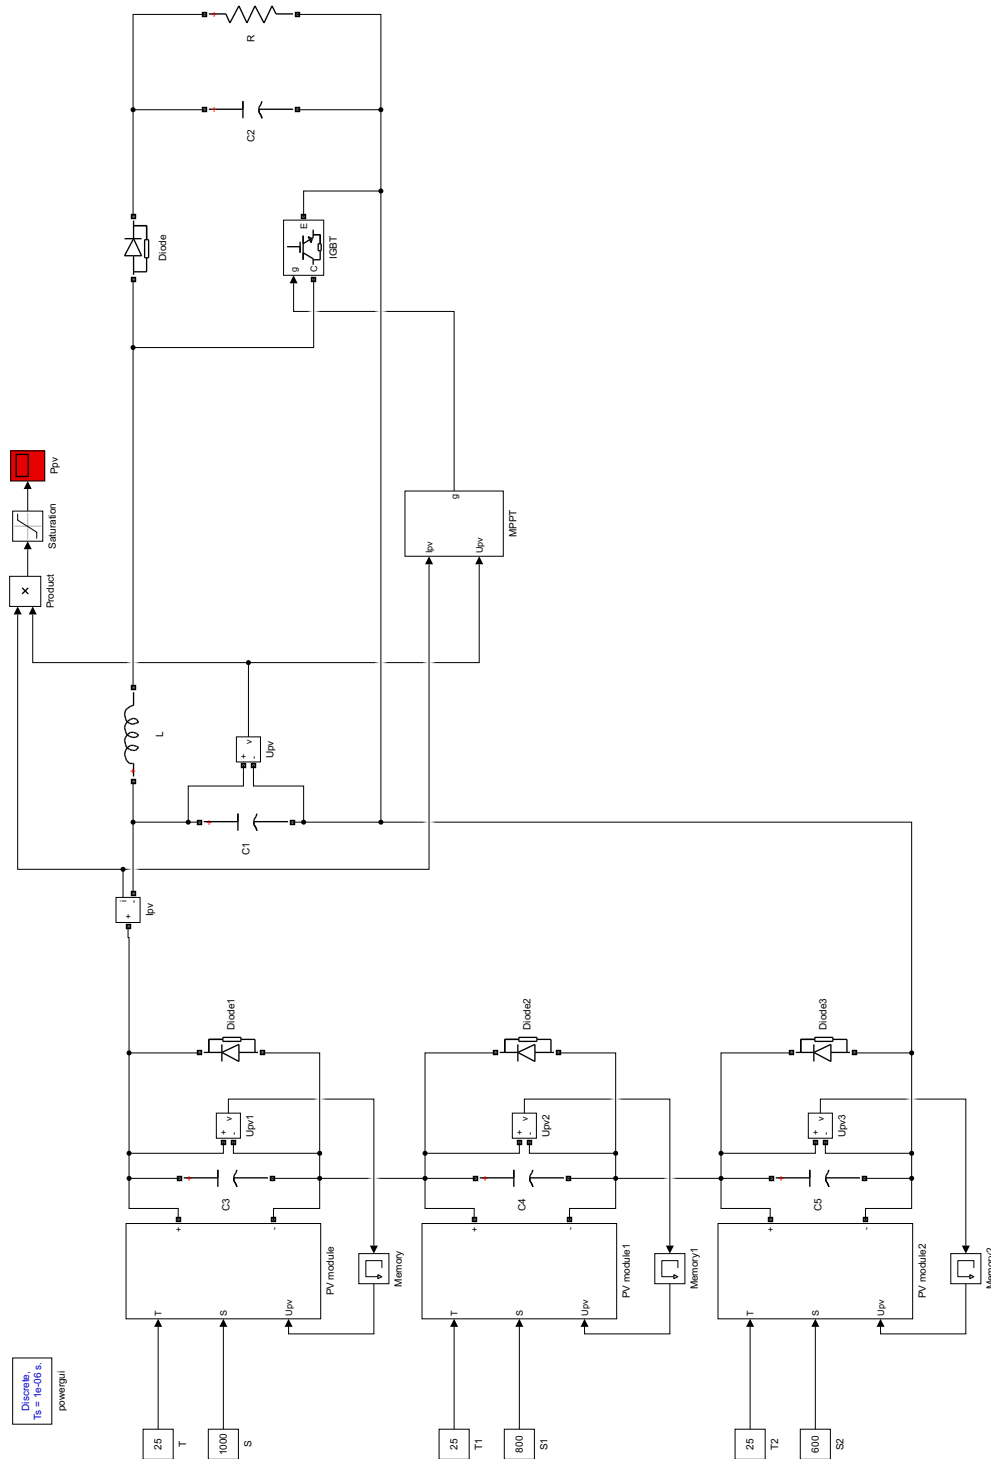 Discrete,
Ts = 1e-06 s.
powergui
25
T
1000
S
T
S
Upv
+
-
PV module
Memory
C3
+
-
v
Upv1
Diode1
25
T1
800
S1
T
S
Upv
+
-
PV module1
Memory1
C4
+
-
v
Upv2
Diode2
25
T2
600
S2
T
S
Upv
+
-
PV module2
Memory2
C5
+
-
v
Upv3
Diode3
+
i
-
Ipv
C1
+
-
v
Upv
L
×
Product
Saturation
Ppv
Ipv
Upv
g
MPPT
Diode
g
C
E
IGBT
C2
R